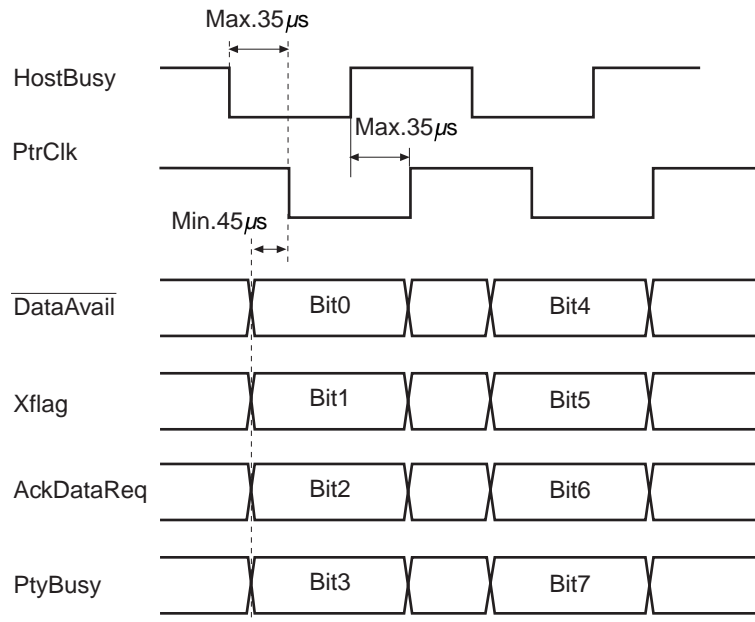 Max.35µs
HostBusy
Max.35µs
PtrClk
Min.45µs
DataAvail Bit0 Bit4
Xflag Bit1 Bit5
AckDataReq Bit2 Bit6
PtyBusy Bit3 Bit7